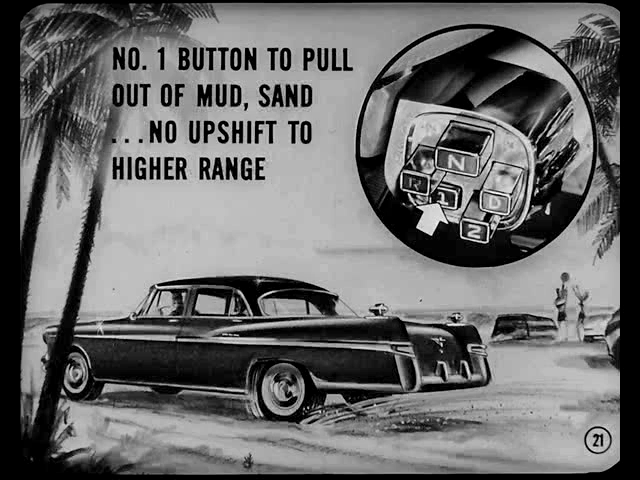 NO. 1 BUTTON TO PULL
OUT OF MUD, SAND
...NO UPSHIFT TO
HIGHER RANGE
N
R
1
D
2
21